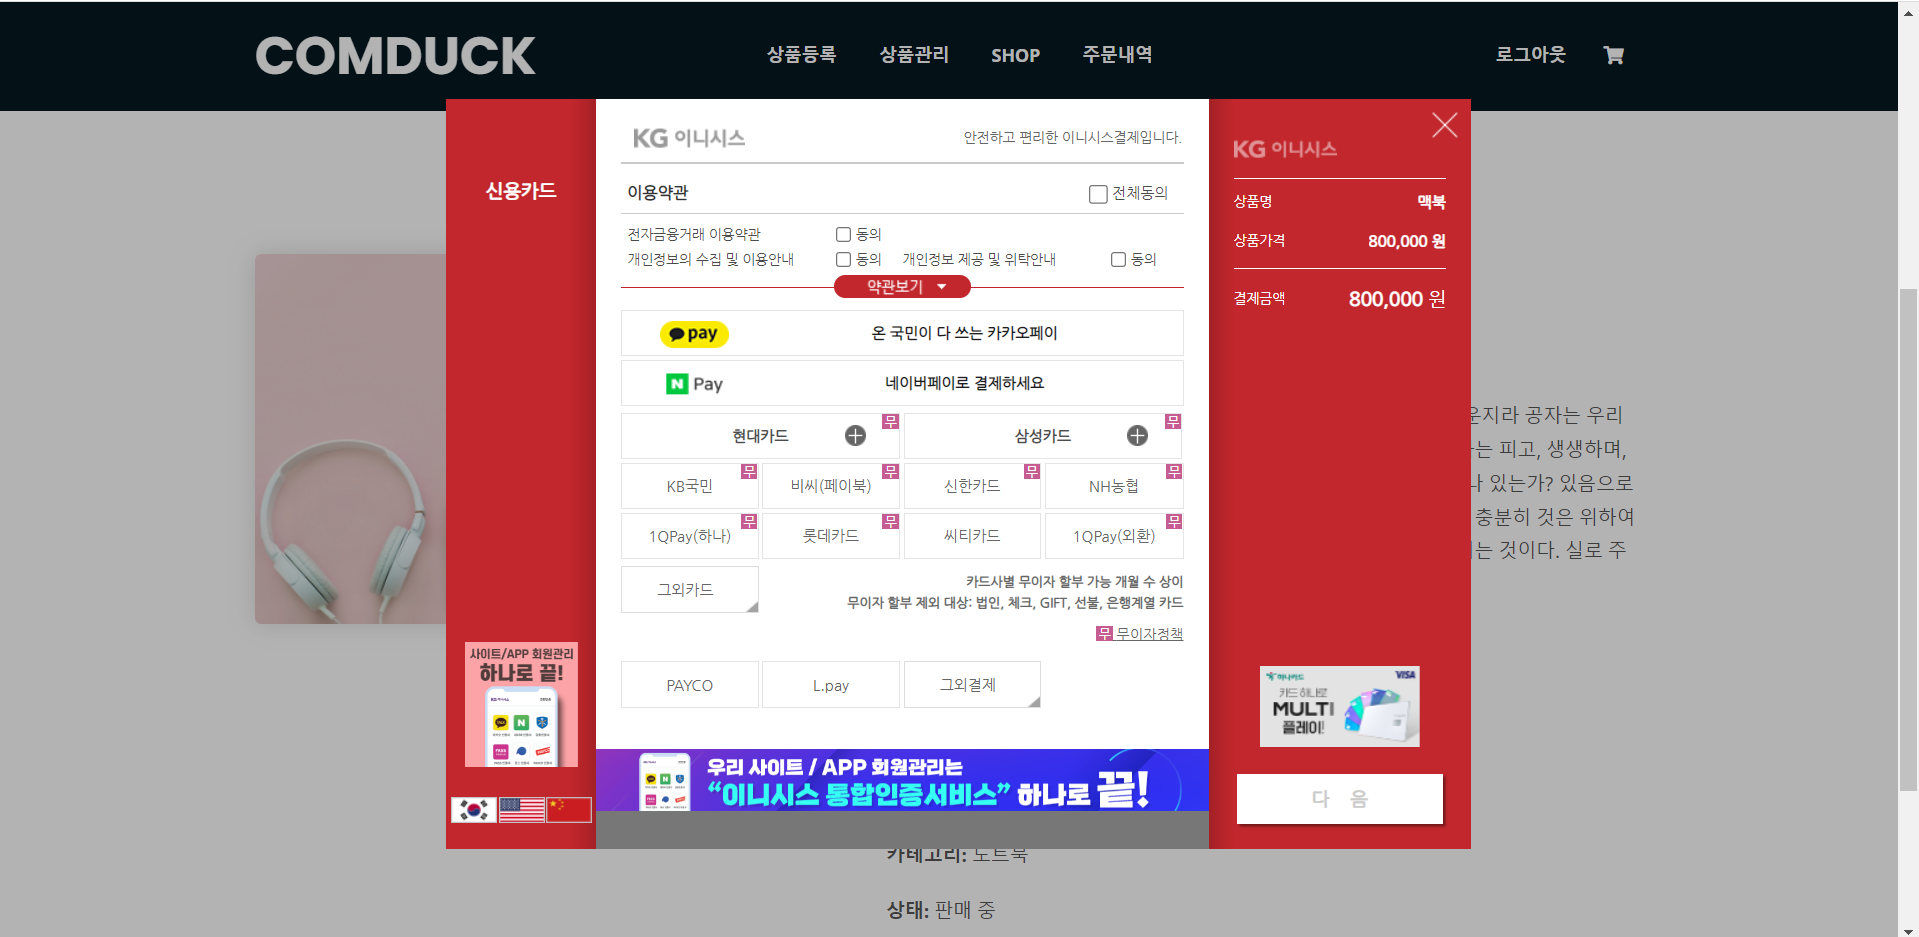 COMDUCK
상품등록 상품관리 SHOP 주문내역 로그아웃
신용카드
사이트/APP 회원관리
하나로 끝!
KG 이니시스 안전하고 편리한 이니시스결제입니다.
이용약관 전체동의
전자금융거래 이용약관 동의
개인정보의 수집 및 이용안내 동의 개인정보 제공 및 위탁안내 동의
약관보기
pay 온 국민이 다 쓰는 카카오페이
N Pay 네이버페이로 결제하세요
현대카드 무 삼성카드 무
KB국민 무 비씨(페이북) 무 신한카드 무 NH농협 무
1QPay(하나) 무 롯데카드 무 씨티카드 1QPay(외환) 무
그외카드
카드사별 무이자 할부 가능 개월 수 상이
무이자 할부 제외 대상: 법인, 체크, GIFT, 선불, 은행계열 카드
무 무이자정책
PAYCO L.pay 그외결제
우리 사이트 / APP 회원관리는
“이니시스 통합인증서비스” 하나로 끝!
KG 이니시스
상품명 맥북
상품가격 800,000 원
결제금액 800,000 원
하나카드 VISA
카드 하나로
MULTI
플레이!
다 음
운지라 공자는 우리
는 피고, 생생하며,
있는가? 있음으로
충분히 것은 위하여
는 것이다. 실로 주
카테고리: 노트북
상태: 판매 중